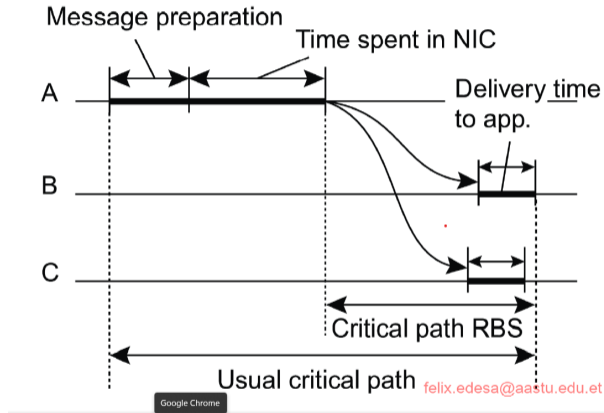 Message preparation
Time spent in NIC
A
Delivery time
to app.
B
C
Critical path RBS
Usual critical path
felix.edesa@aastu.edu.et
Google Chrome